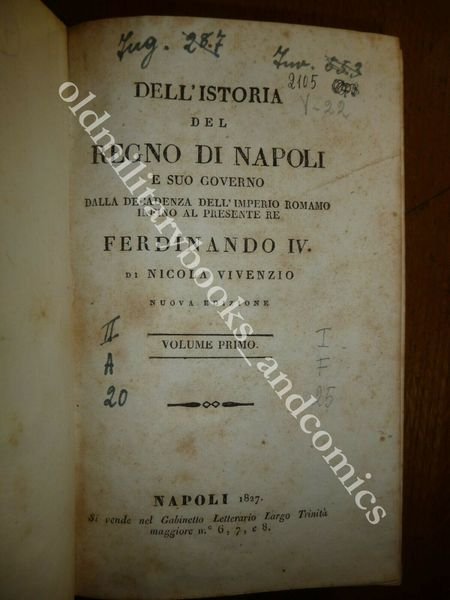 Jug. 287
Inv. 553
2105
V-22
DELL'ISTORIA
DEL
REGNO DI NAPOLI
E SUO GOVERNO
DALLA DECADENZA DELL'IMPERIO ROMAMO
INFINO AL PRESENTE RE
FERDINANDO IV.
DI NICOLA VIVENZIO
NUOVA EDIZIONE
VOLUME PRIMO.
II
A
20
I
F
25
NAPOLI 1827.
Si vende nel Gabinetto Letterario Largo Trinità
maggiore n.° 6, 7, e 8.
oldmilitarybooks_andcomics